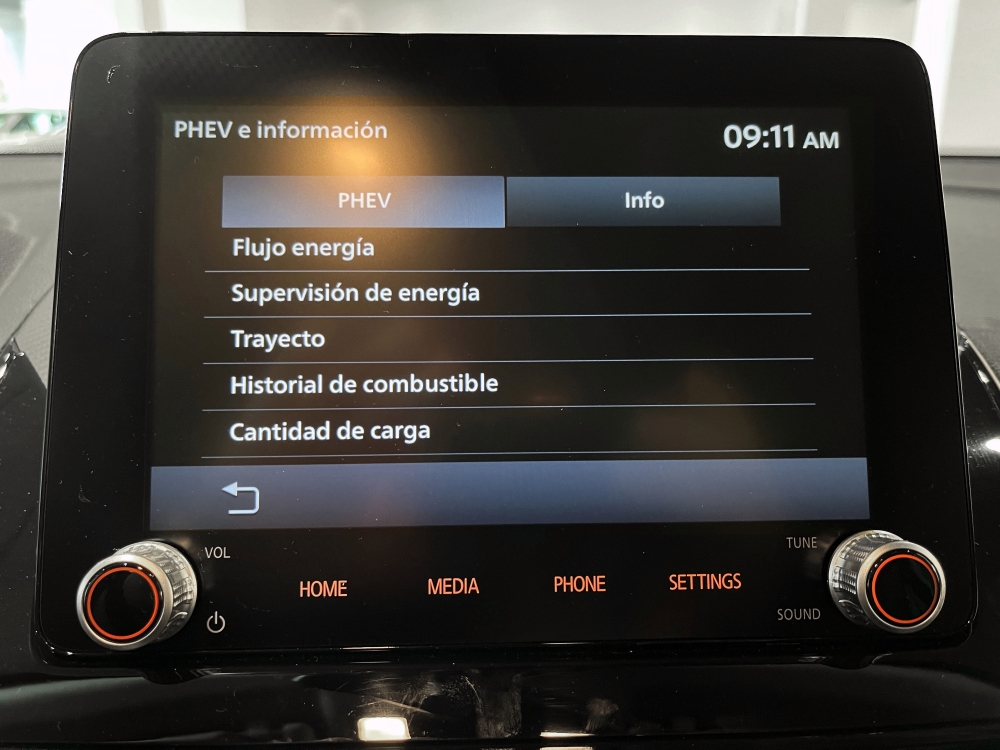 PHEV e información
09:11 AM
PHEV
Info
Flujo energía
Supervisión de energía
Trayecto
Historial de combustible
Cantidad de carga
VOL
TUNE
HOME
MEDIA
PHONE
SETTINGS
SOUND